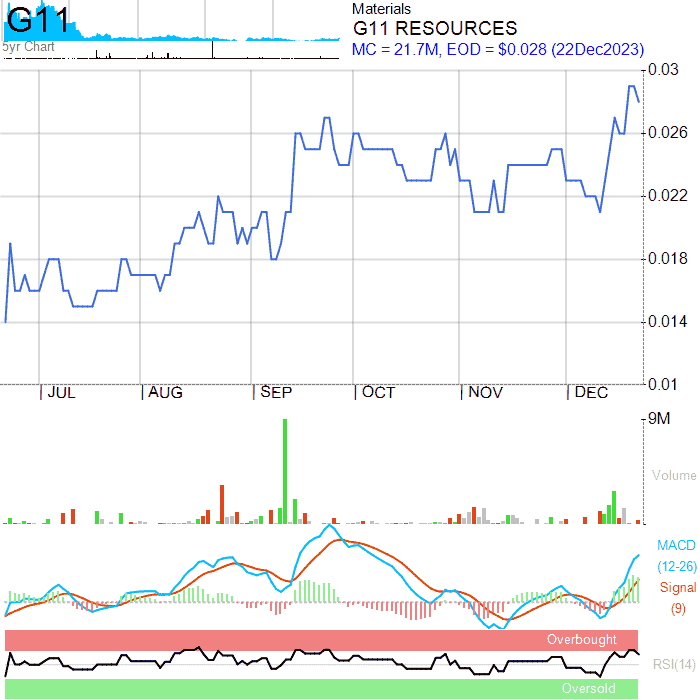 G11
5yr Chart
Materials
G11 RESOURCES
MC = 21.7M, EOD = $0.028 (22Dec2023)
0.03
0.026
0.022
0.018
0.014
0.01
JUL
AUG
SEP
OCT
NOV
DEC
9M
Volume
MACD
(12-26)
Signal
(9)
Overbought
RSI(14)
Oversold